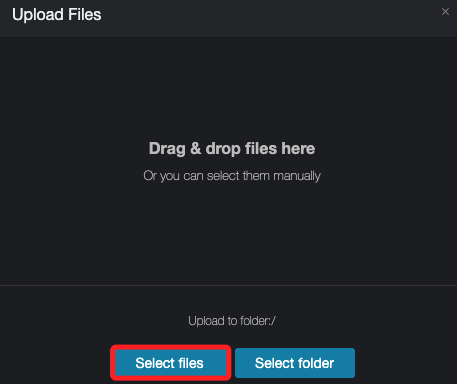 Upload Files
×
Drag & drop files here
Or you can select them manually
Upload to folder:/
Select files
Select folder